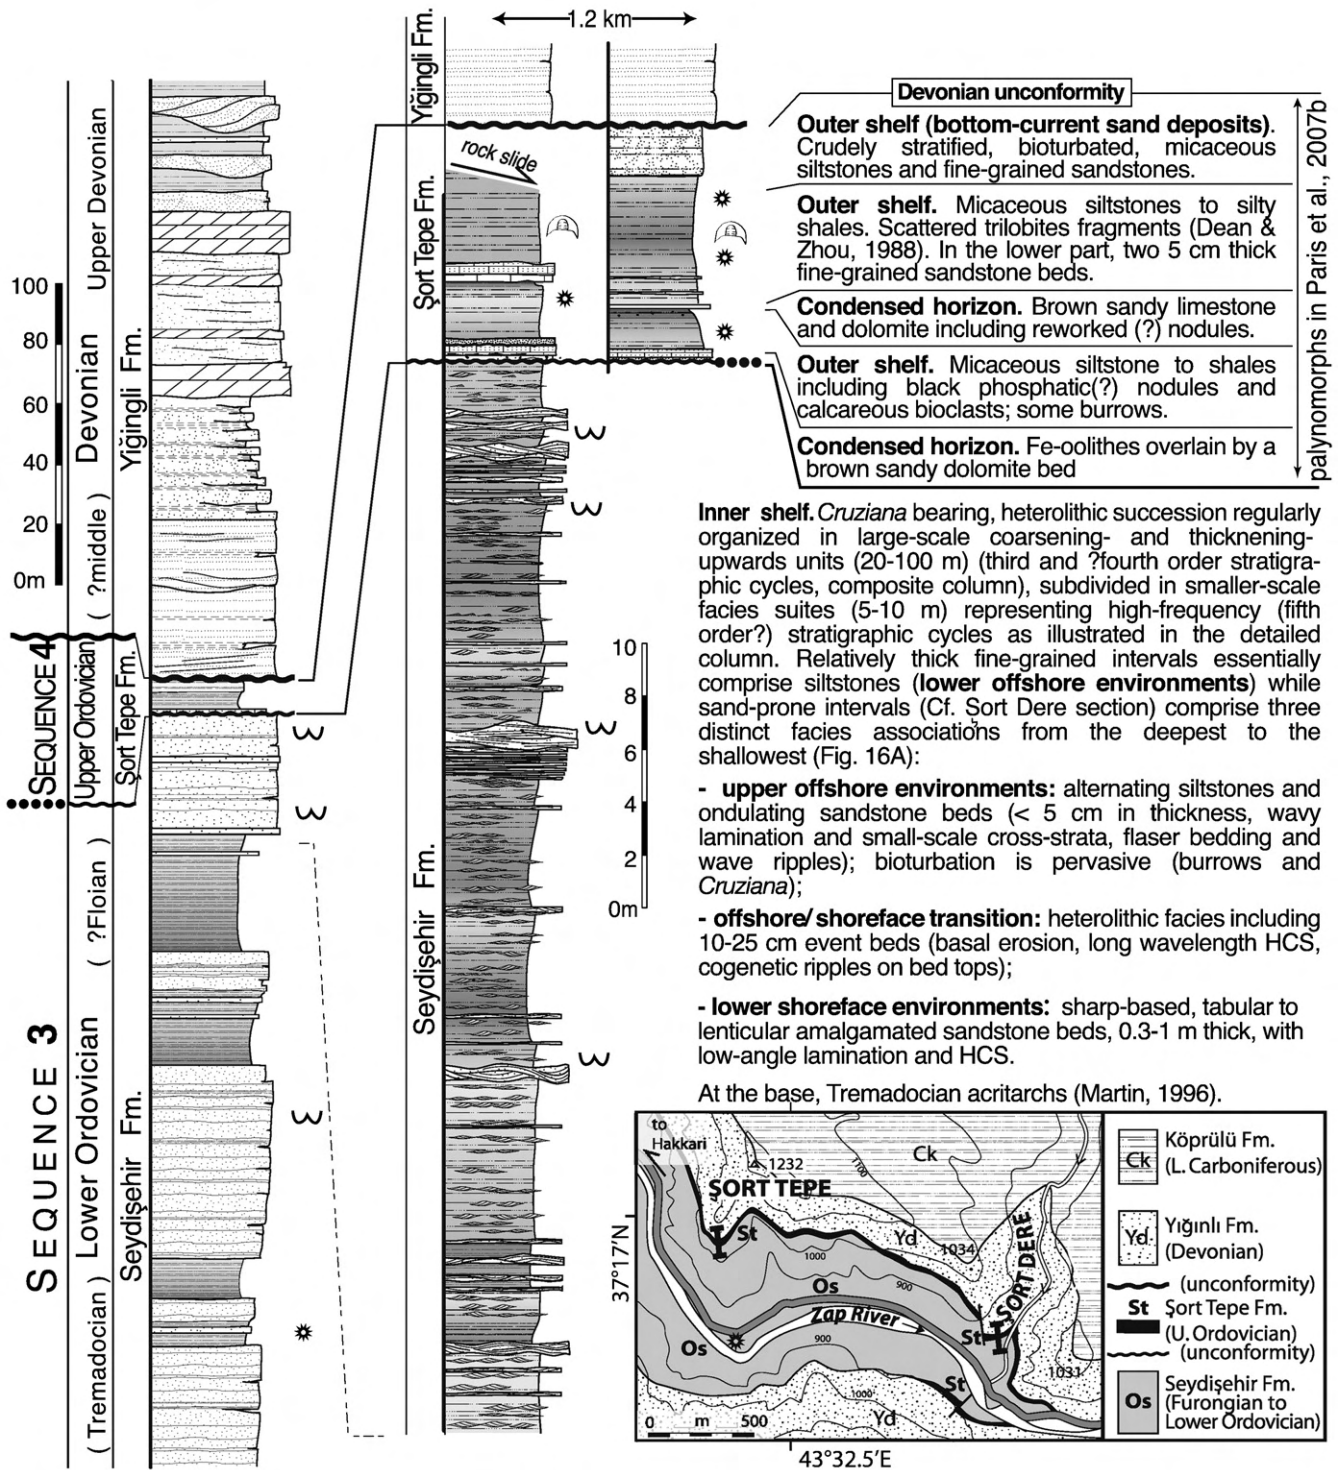 1.2 km
Yiğingli Fm.
Şort Tepe Fm.
Seydişehir Fm.
rock slide
Devonian unconformity
Outer shelf (bottom-current sand deposits).
Crudely stratified, bioturbated, micaceous
siltstones and fine-grained sandstones.
Outer shelf. Micaceous siltstones to silty
shales. Scattered trilobites fragments (Dean &
Zhou, 1988). In the lower part, two 5 cm thick
fine-grained sandstone beds.
Condensed horizon. Brown sandy limestone
and dolomite including reworked (?) nodules.
Outer shelf. Micaceous siltstone to shales
including black phosphatic(?) nodules and
calcareous bioclasts; some burrows.
Condensed horizon. Fe-oolithes overlain by a
brown sandy dolomite bed
palynomorphs in Paris et al., 2007b
Upper Devonian
Devonian
( ?middle )
Yiğingli Fm.
100
80
60
40
20
0m
SEQUENCE 4
Upper Ordovician
Şort Tepe Fm.
SEQUENCE 3
Lower Ordovician
( ?Floian )
( Tremadocian )
Seydişehir Fm.
10
8
6
4
2
0m
Inner shelf. Cruziana bearing, heterolithic succession regularly
organized in large-scale coarsening- and thicknening-
upwards units (20-100 m) (third and ?fourth order stratigra-
phic cycles, composite column), subdivided in smaller-scale
facies suites (5-10 m) representing high-frequency (fifth
order?) stratigraphic cycles as illustrated in the detailed
column. Relatively thick fine-grained intervals essentially
comprise siltstones (lower offshore environments) while
sand-prone intervals (Cf. Şort Dere section) comprise three
distinct facies associations from the deepest to the
shallowest (Fig. 16A):
- upper offshore environments: alternating siltstones and
ondulating sandstone beds (< 5 cm in thickness, wavy
lamination and small-scale cross-strata, flaser bedding and
wave ripples); bioturbation is pervasive (burrows and
Cruziana);
- offshore/ shoreface transition: heterolithic facies including
10-25 cm event beds (basal erosion, long wavelength HCS,
cogenetic ripples on bed tops);
- lower shoreface environments: sharp-based, tabular to
lenticular amalgamated sandstone beds, 0.3-1 m thick, with
low-angle lamination and HCS.
At the base, Tremadocian acritarchs (Martin, 1996).
to
Hakkari
1232
1100
Ck
ŞORT TEPE
St
Yd
1034
ŞORT DERE
1000
900
Os
Zap River
St
Os
900
1031
St
1000
Yd
0 m 500
37°17'N
43°32.5'E
Ck
Köprülü Fm.
(L. Carboniferous)
Yd
Yığınlı Fm.
(Devonian)
(unconformity)
St Şort Tepe Fm.
(U. Ordovician)
(unconformity)
Os
Seydişehir Fm.
(Furongian to
Lower Ordovician)